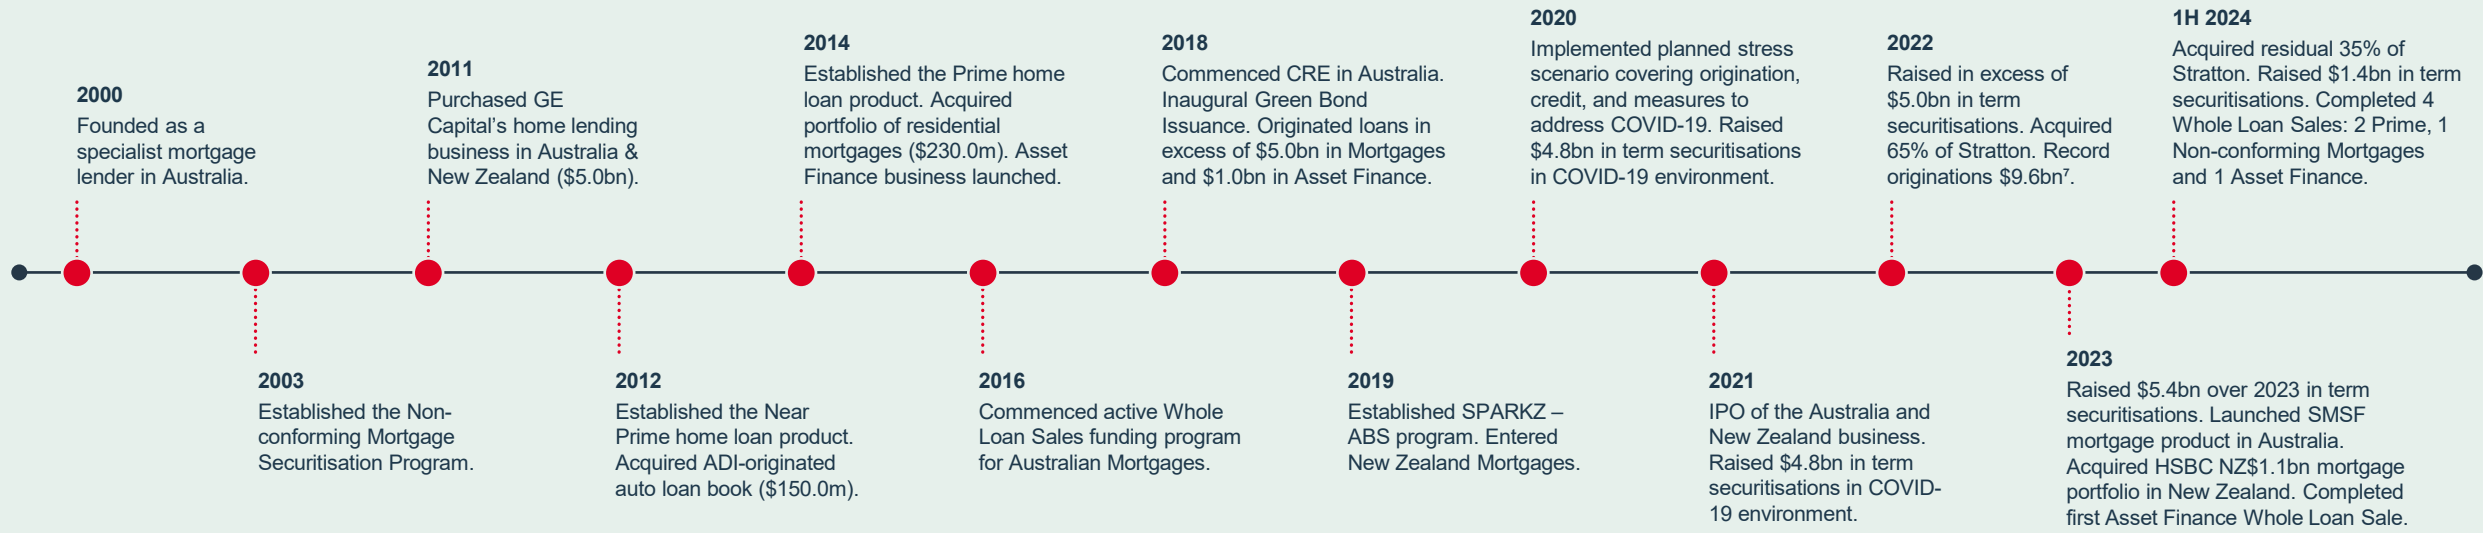 2000
Founded as a
specialist mortgage
lender in Australia.
2003
Established the Non-
conforming Mortgage
Securitisation Program.
2011
Purchased GE
Capital’s home lending
business in Australia &
New Zealand ($5.0bn).
2012
Established the Near
Prime home loan product.
Acquired ADI-originated
auto loan book ($150.0m).
2014
Established the Prime home
loan product. Acquired
portfolio of residential
mortgages ($230.0m). Asset
Finance business launched.
2016
Commenced active Whole
Loan Sales funding program
for Australian Mortgages.
2018
Commenced CRE in Australia.
Inaugural Green Bond
Issuance. Originated loans in
excess of $5.0bn in Mortgages
and $1.0bn in Asset Finance.
2019
Established SPARKZ –
ABS program. Entered
New Zealand Mortgages.
2020
Implemented planned stress
scenario covering origination,
credit, and measures to
address COVID-19. Raised
$4.8bn in term securitisations
in COVID-19 environment.
2021
IPO of the Australia and
New Zealand business.
Raised $4.8bn in term
securitisations in COVID-
19 environment.
2022
Raised in excess of
$5.0bn in term
securitisations. Acquired
65% of Stratton. Record
originations $9.6bn⁷.
2023
Raised $5.4bn over 2023 in term
securitisations. Launched SMSF
mortgage product in Australia.
Acquired HSBC NZ$1.1bn mortgage
portfolio in New Zealand. Completed
first Asset Finance Whole Loan Sale.
1H 2024
Acquired residual 35% of
Stratton. Raised $1.4bn in term
securitisations. Completed 4
Whole Loan Sales: 2 Prime, 1
Non-conforming Mortgages
and 1 Asset Finance.